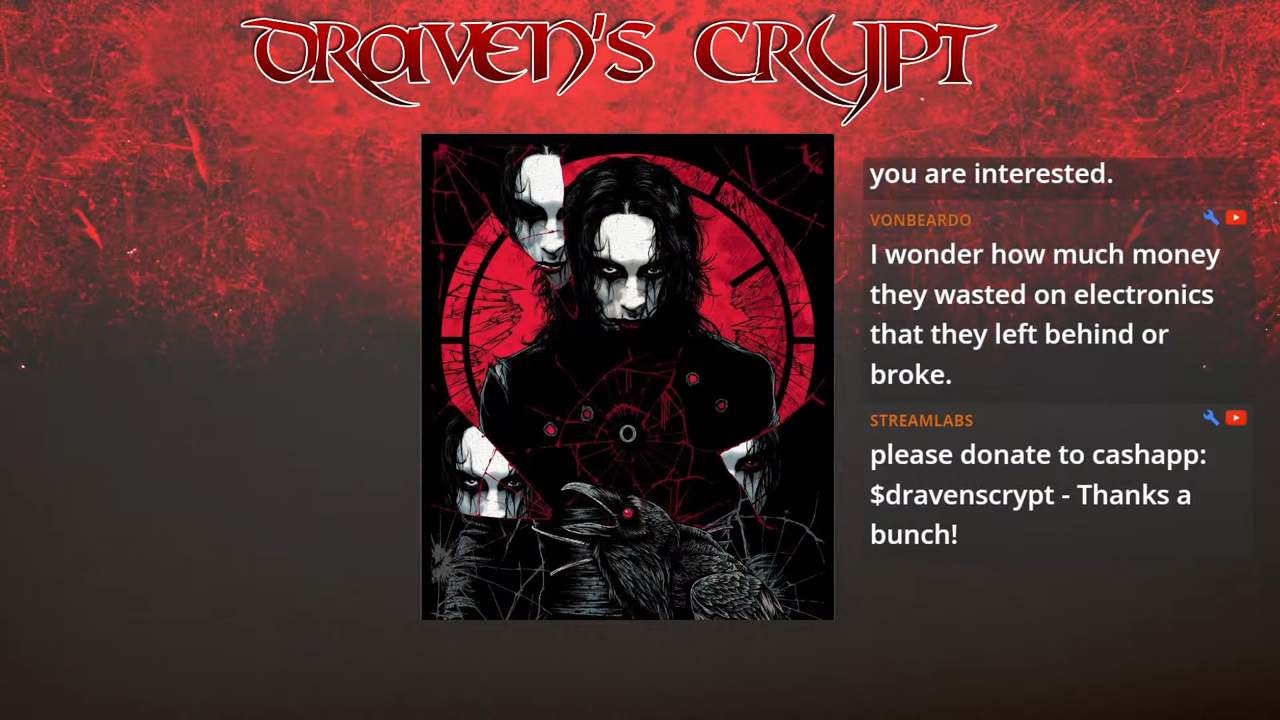 DRAVEN'S CRYPT
you are interested.
VONBEARDO
I wonder how much money
they wasted on electronics
that they left behind or
broke.
STREAMLABS
please donate to cashapp:
$dravenscrypt - Thanks a
bunch!